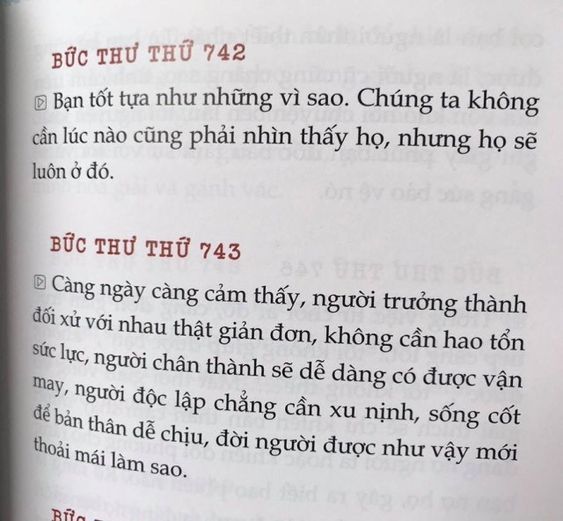 BỨC THƯ THỨ 742
Bạn tốt tựa như những vì sao. Chúng ta không
cần lúc nào cũng phải nhìn thấy họ, nhưng họ sẽ
luôn ở đó.
BỨC THƯ THỨ 743
Càng ngày càng cảm thấy, người trưởng thành
đối xử với nhau thật giản đơn, không cần hao tổn
sức lực, người chân thành sẽ dễ dàng có được vận
may, người độc lập chẳng cần xu nịnh, sống cốt
để bản thân dễ chịu, đời người được như vậy mới
thoải mái làm sao.